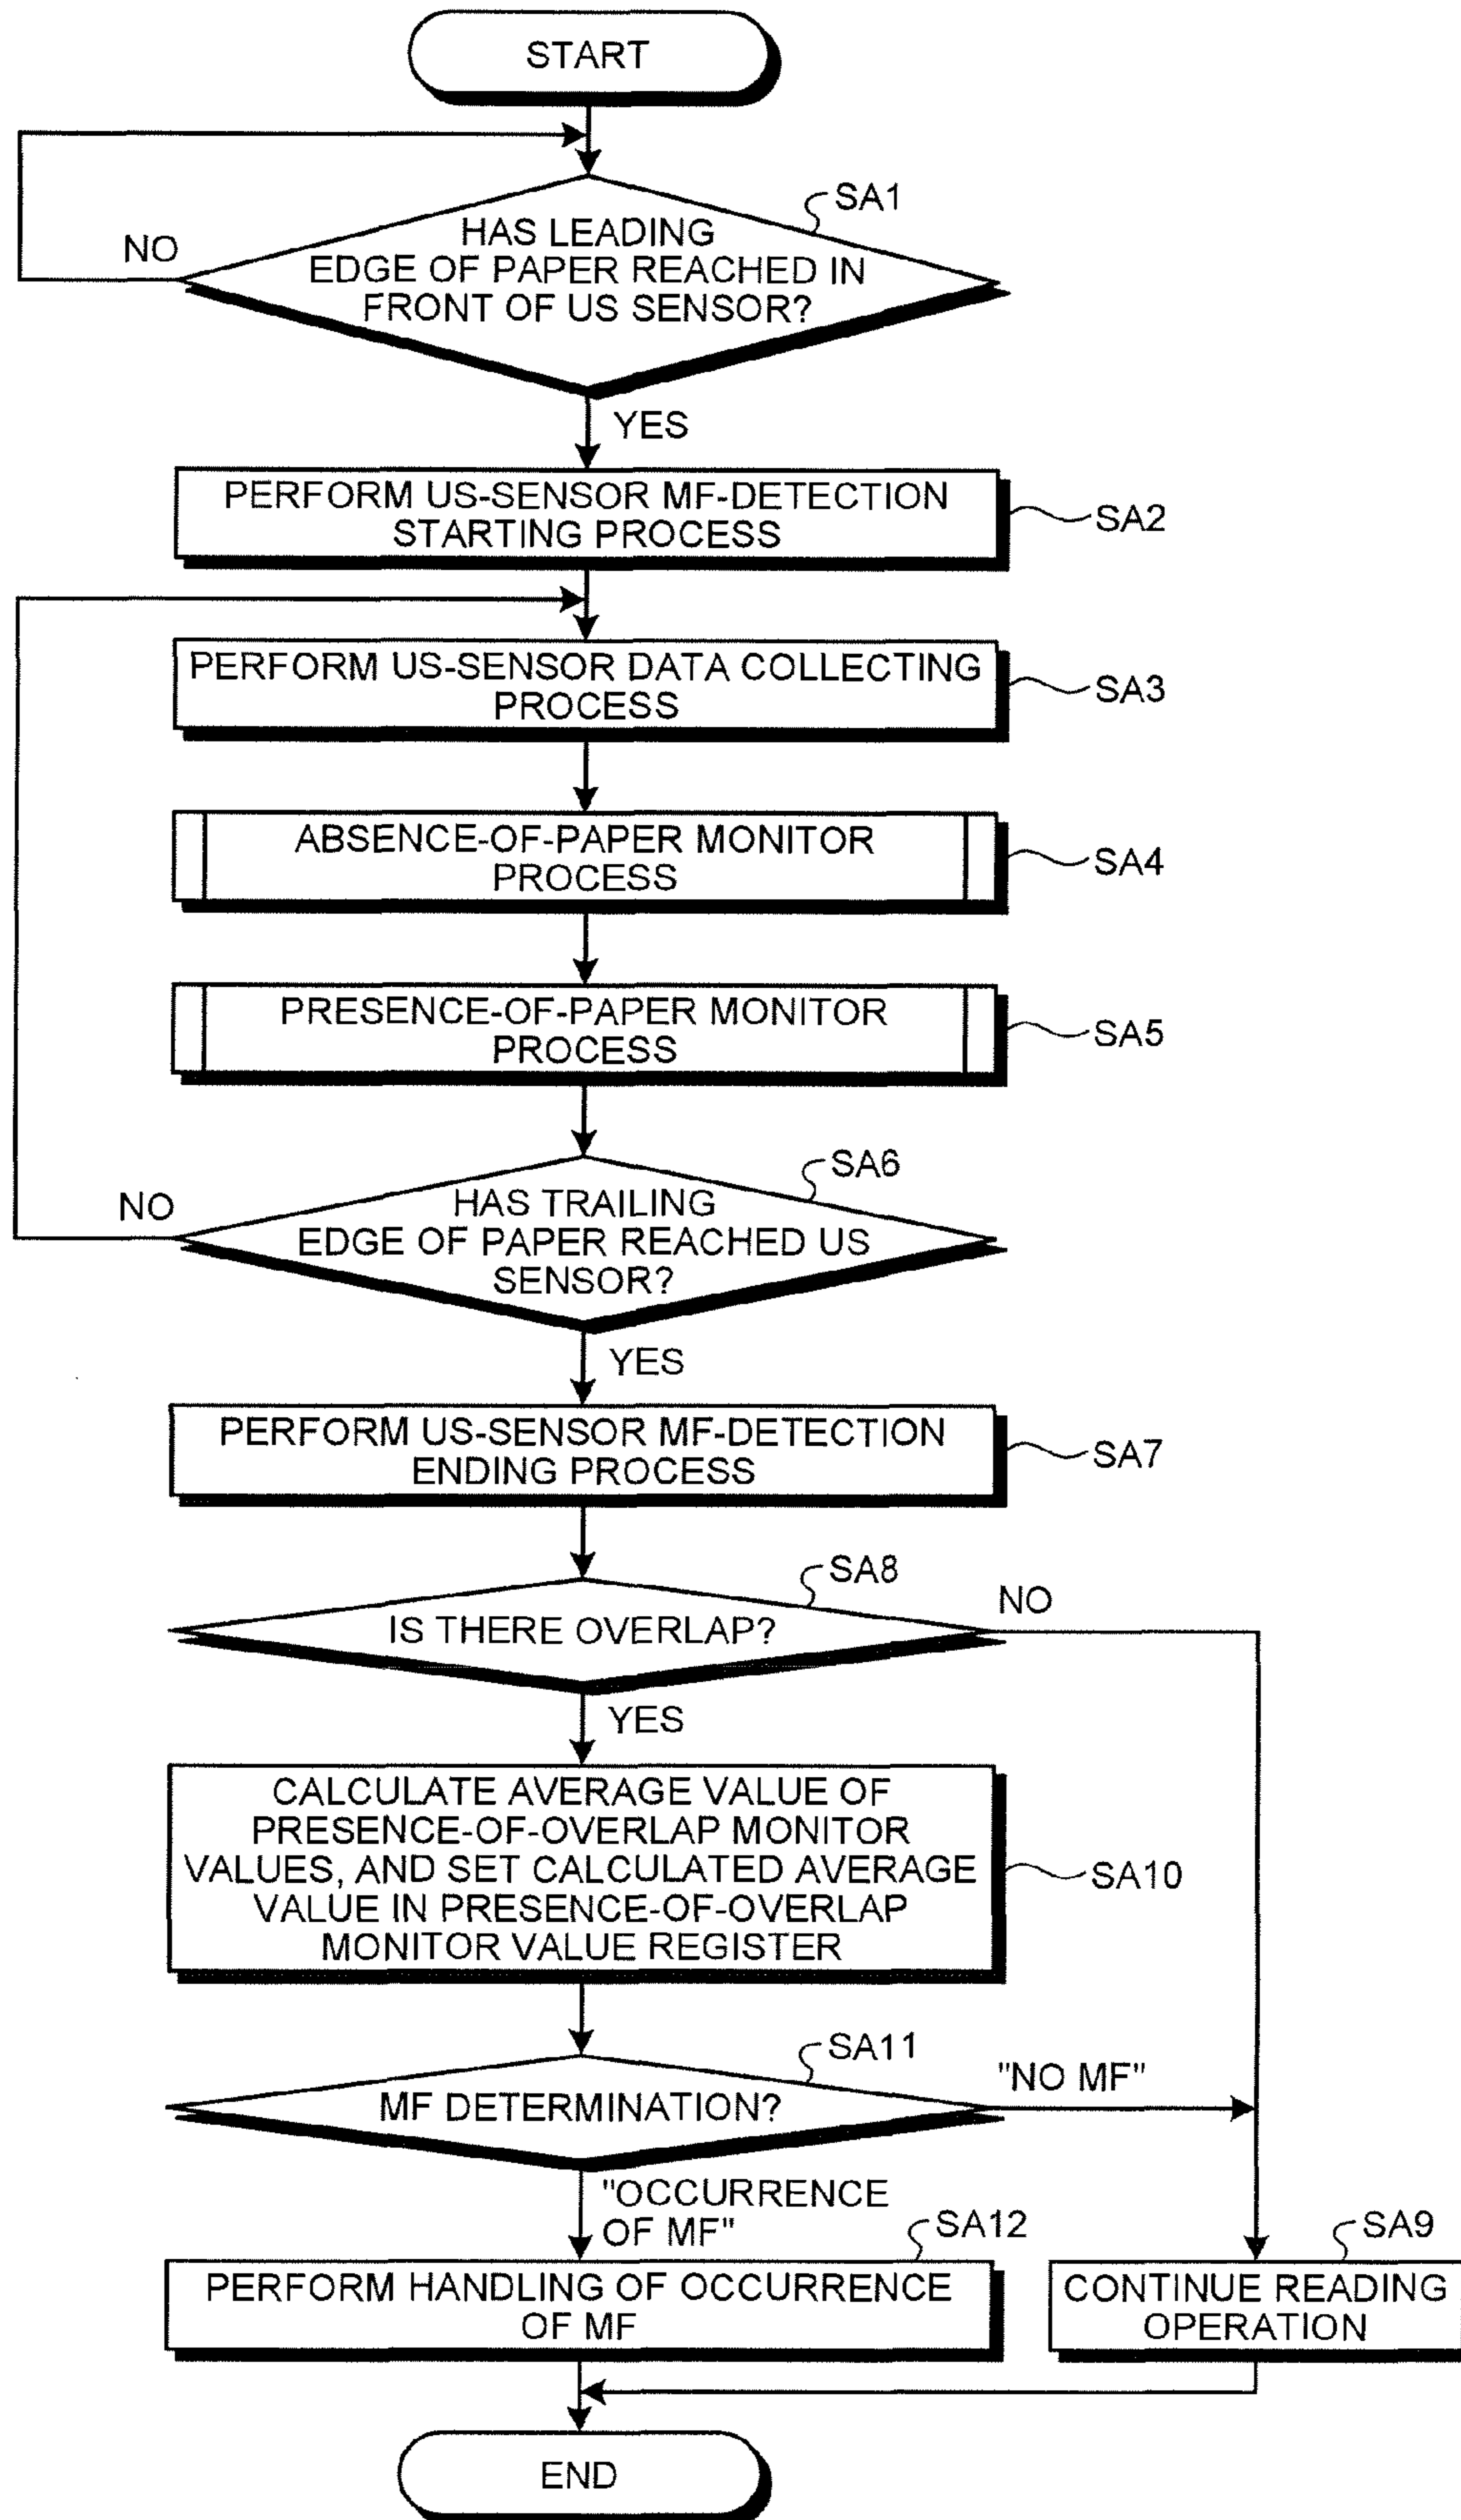 START
SA1
NO
HAS LEADING
EDGE OF PAPER REACHED IN
FRONT OF US SENSOR?
YES
PERFORM US-SENSOR MF-DETECTION
STARTING PROCESS
SA2
PERFORM US-SENSOR DATA COLLECTING
PROCESS
SA3
ABSENCE-OF-PAPER MONITOR
PROCESS
SA4
PRESENCE-OF-PAPER MONITOR
PROCESS
SA5
SA6
NO
HAS TRAILING
EDGE OF PAPER REACHED US
SENSOR?
YES
PERFORM US-SENSOR MF-DETECTION
ENDING PROCESS
SA7
SA8
NO
IS THERE OVERLAP?
YES
CALCULATE AVERAGE VALUE OF
PRESENCE-OF-OVERLAP MONITOR
VALUES, AND SET CALCULATED AVERAGE
VALUE IN PRESENCE-OF-OVERLAP
MONITOR VALUE REGISTER
SA10
SA11
"NO MF"
MF DETERMINATION?
"OCCURRENCE
OF MF"
SA12
SA9
PERFORM HANDLING OF OCCURRENCE
OF MF
CONTINUE READING
OPERATION
END